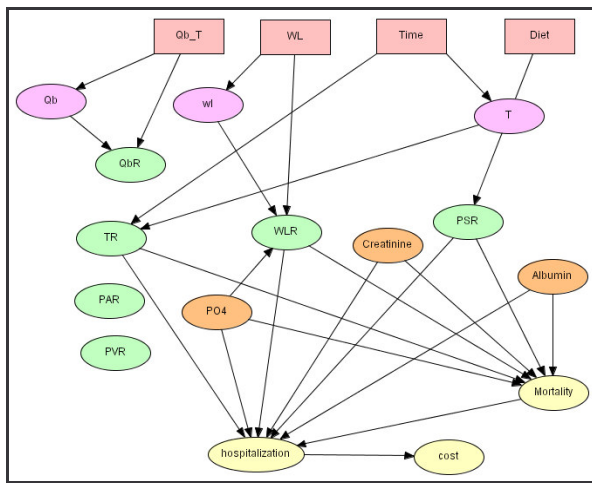 Qb_T
WL
Time
Diet
Qb
wl
T
QbR
TR
WLR
PSR
Creatinine
Albumin
PAR
PO4
PVR
Mortality
hospitalization
cost